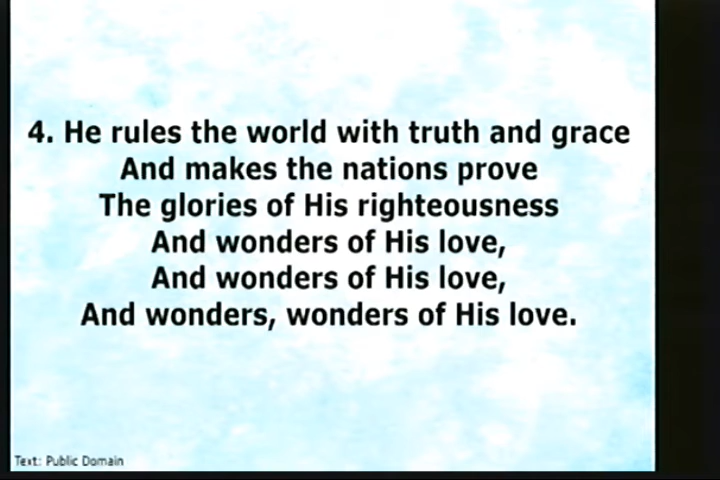 4. He rules the world with truth and grace
And makes the nations prove
The glories of His righteousness
And wonders of His love,
And wonders of His love,
And wonders, wonders of His love.
Text: Public Domain